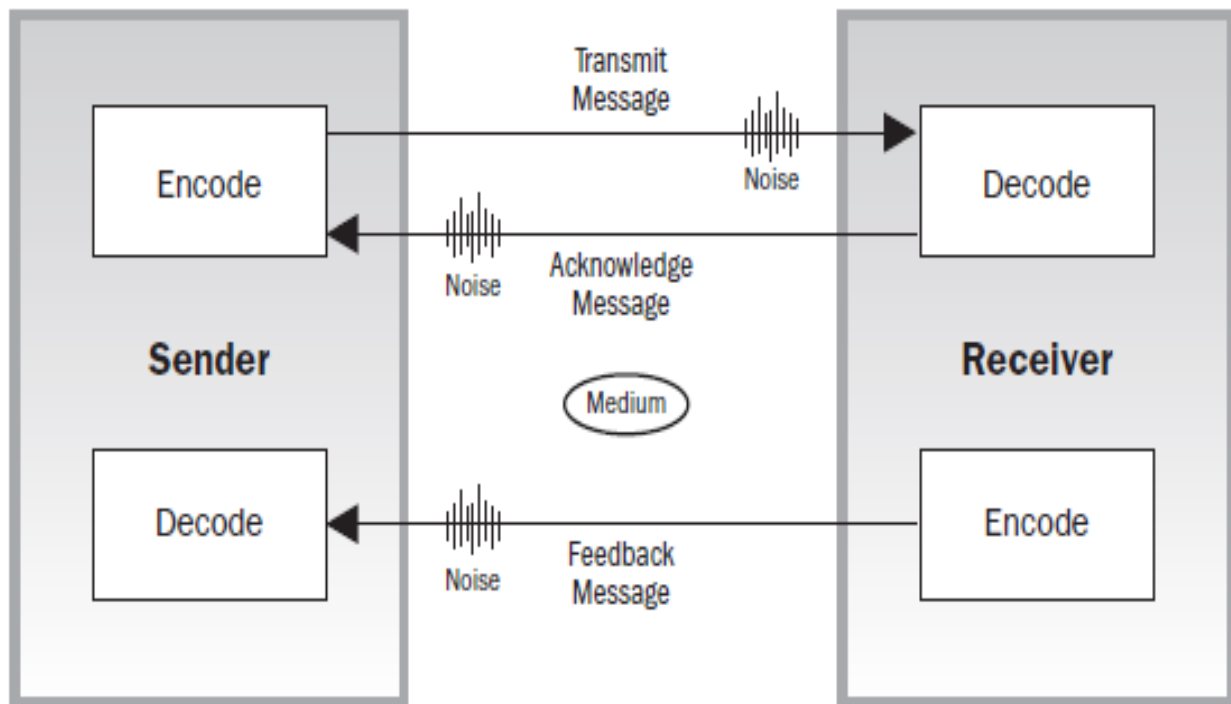 Transmit
Message
Encode
Noise
Decode
Noise
Acknowledge
Message
Sender
Receiver
Medium
Decode
Noise
Feedback
Message
Encode